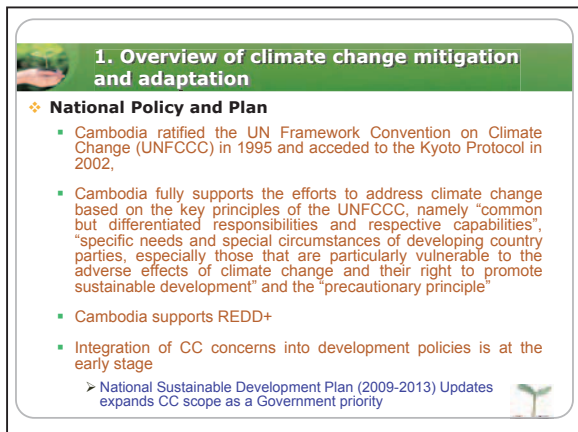 1. Overview of climate change mitigation
and adaptation
National Policy and Plan
Cambodia ratified the UN Framework Convention on Climate
Change (UNFCCC) in 1995 and acceded to the Kyoto Protocol in
2002,
Cambodia fully supports the efforts to address climate change
based on the key principles of the UNFCCC, namely “common
but differentiated responsibilities and respective capabilities”,
“specific needs and special circumstances of developing country
parties, especially those that are particularly vulnerable to the
adverse effects of climate change and their right to promote
sustainable development” and the “precautionary principle”
Cambodia supports REDD+
Integration of CC concerns into development policies is at the
early stage
National Sustainable Development Plan (2009-2013) Updates
expands CC scope as a Government priority